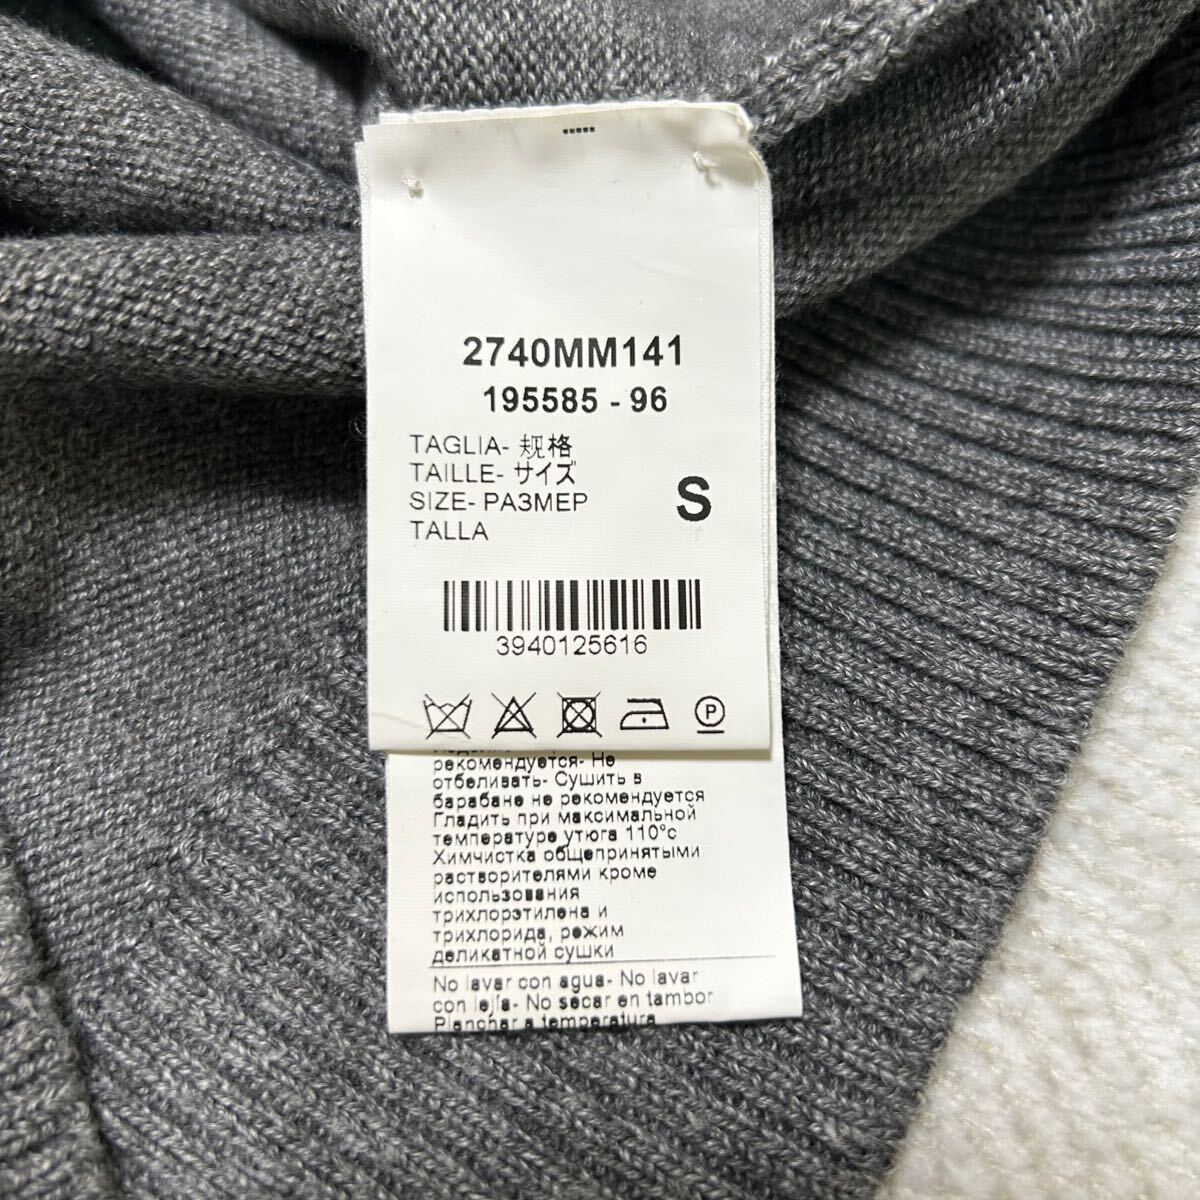 2740MM141
195585 - 96
TAGLIA- 规格
TAILLE- サイズ
SIZE- РАЗМЕР
TALLA
S
3940125616
P
рекомендуется- Не
отбеливать- Сушить в
барабане не рекомендуется
Гладить при максимальной
температуре утюга 110°с
Химчистка общепринятыми
растворителями кроме
использования
трихлорэтилена и
трихлорида, режим
деликатной сушки
No lavar con agua- No lavar
con lejía- No secar en tambor
Planchar a temperatura